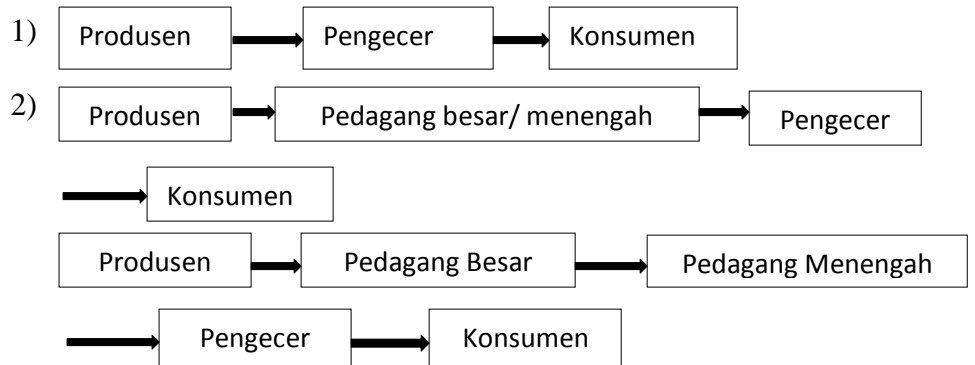 1) Produsen Pengecer Konsumen
2) Produsen Pedagang besar/ menengah Pengecer
Konsumen
Produsen Pedagang Besar Pedagang Menengah
Pengecer Konsumen